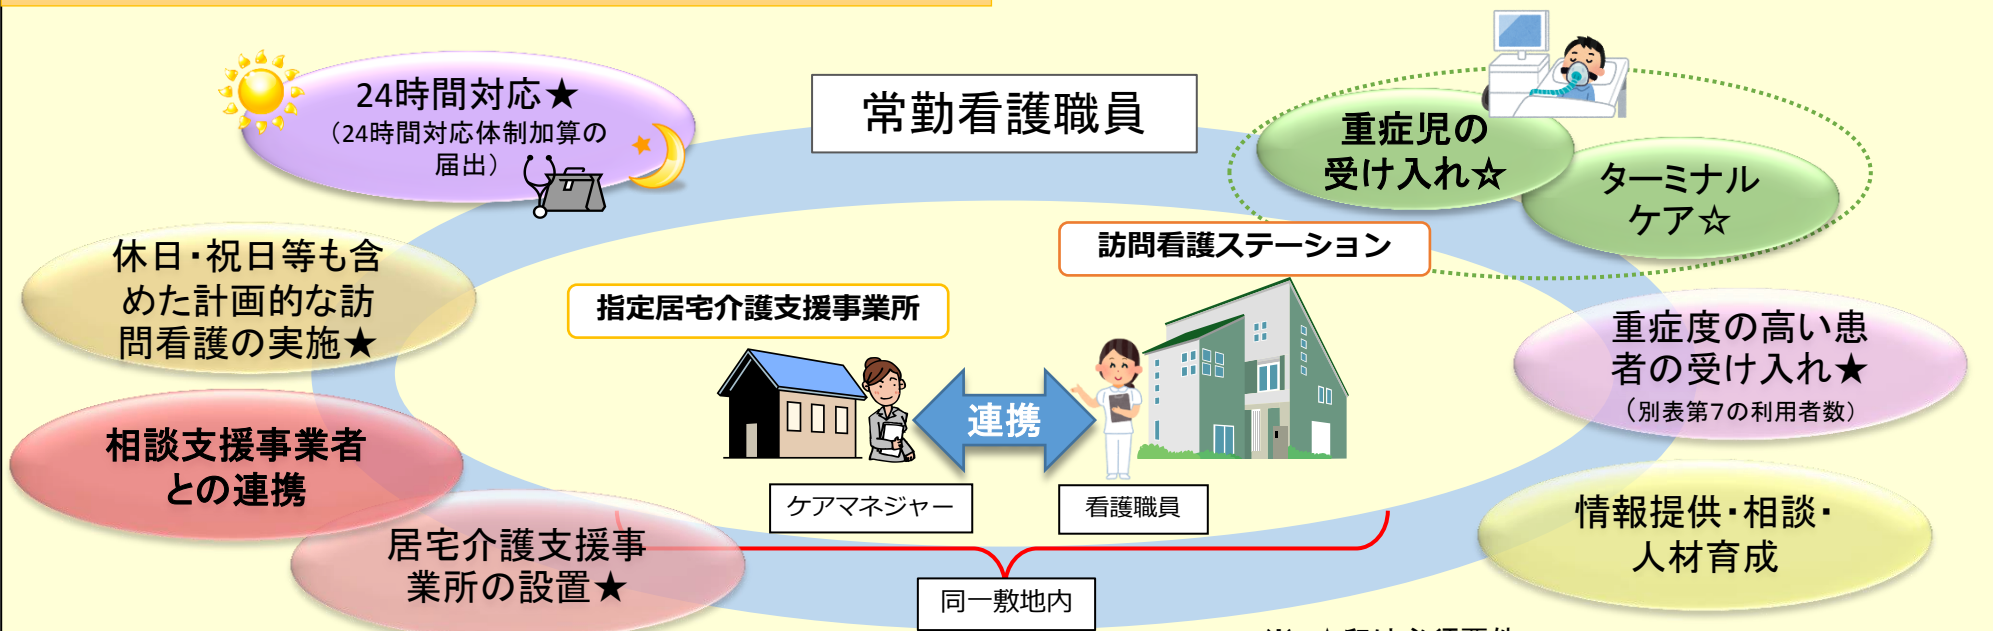 24時間対応★
（24時間対応体制加算の
届出）
常勤看護職員
重症児の
受け入れ☆
ターミナル
ケア☆
休日・祝日等も含
めた計画的な訪
問看護の実施★
訪問看護ステーション
指定居宅介護支援事業所
連携
重症度の高い患
者の受け入れ★
（別表第7の利用者数）
相談支援事業者
との連携
ケアマネジャー
看護職員
居宅介護支援事
業所の設置★
同一敷地内
情報提供・相談・
人材育成